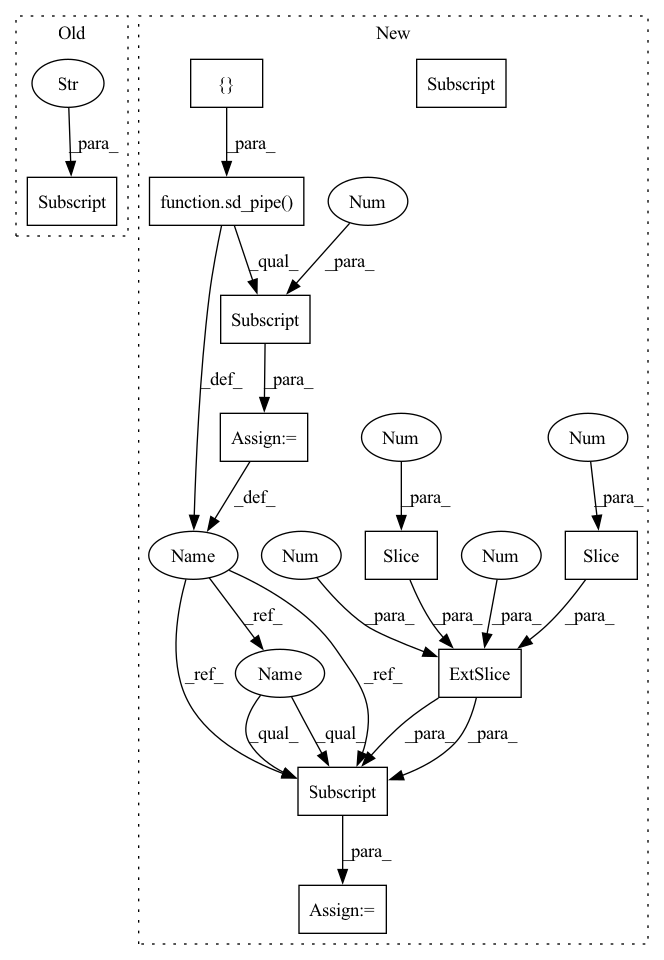 Old
New
Str
{}
Subscript
_para_
_para_
Subscript
function.sd_pipe()
Num
_qual_
_para_
Subscript
_def_
_para_
Assign:=
Num
Num
_def_
_para_
_para_
Name
Num
Slice
Num
Slice
_ref_
_para_
_para_
_para_
_para_
Name
ExtSlice
_ref_
_ref_
_qual_
_qual_
_para_
_para_
Subscript
_para_
Assign:=